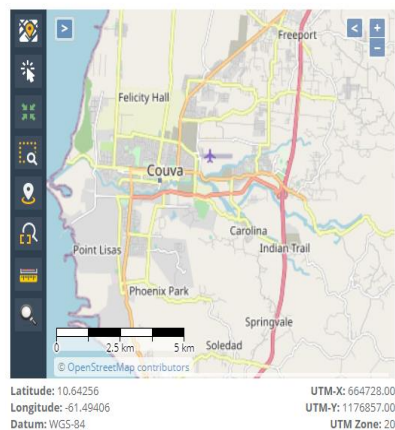 >
<
+
−
Freeport
Felicity Hall
Couva
Carolina
Indian Trail
Point Lisas
Phoenix Park
Springvale
Soledad
0 2.5 km 5 km
© OpenStreetMap contributors
Latitude: 10.64256 UTM-X: 664728.00
Longitude: -61.49406 UTM-Y: 1176857.00
Datum: WGS-84 UTM Zone: 20